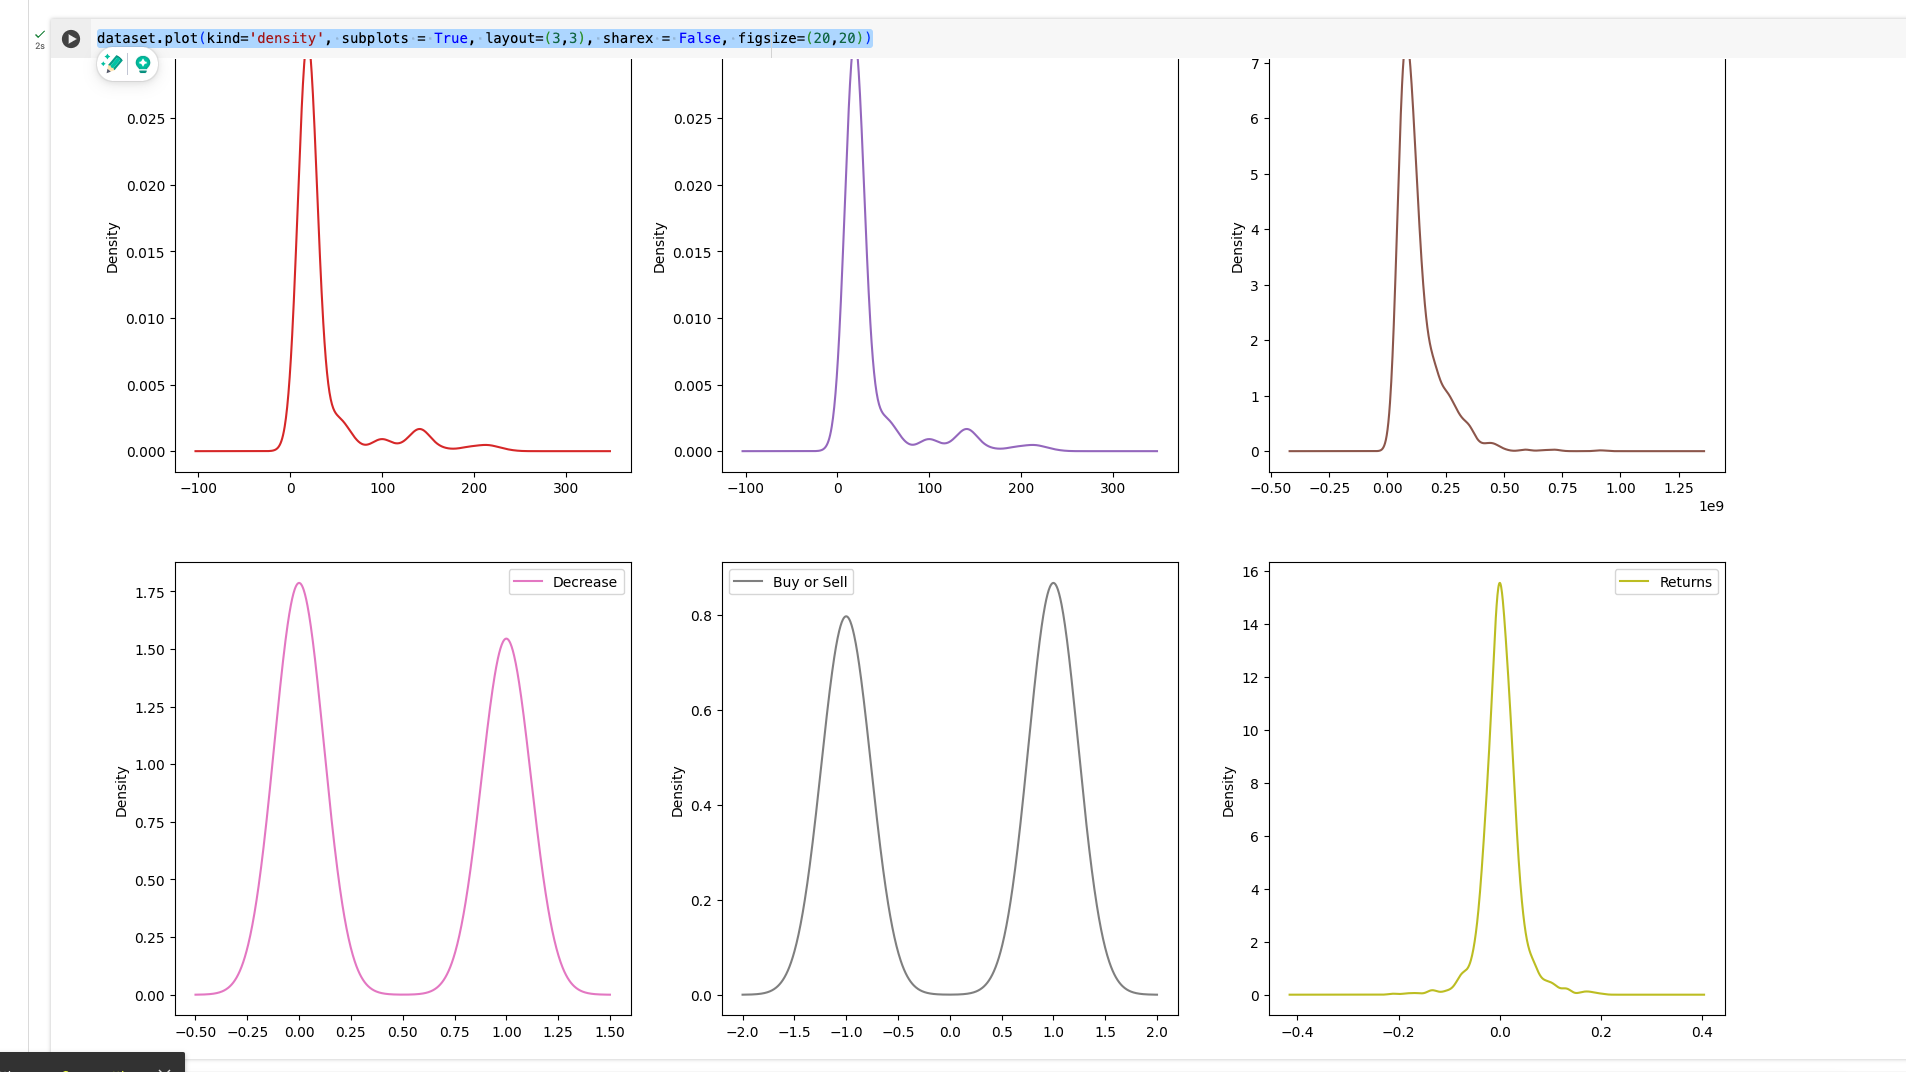 dataset.plot(kind='density', subplots = True, layout=(3,3), sharex = False, figsize=(20,20))
2s
0.025
0.020
0.015
0.010
0.005
0.000
Density
−100 0 100 200 300
0.025
0.020
0.015
0.010
0.005
0.000
Density
−100 0 100 200 300
7
6
5
4
3
2
1
0
Density
−0.50 −0.25 0.00 0.25 0.50 0.75 1.00 1.25
1e9
Decrease
1.75
1.50
1.25
1.00
0.75
0.50
0.25
0.00
Density
−0.50 −0.25 0.00 0.25 0.50 0.75 1.00 1.25 1.50
Buy or Sell
0.8
0.6
0.4
0.2
0.0
Density
−2.0 −1.5 −1.0 −0.5 0.0 0.5 1.0 1.5 2.0
Returns
16
14
12
10
8
6
4
2
0
Density
−0.4 −0.2 0.0 0.2 0.4